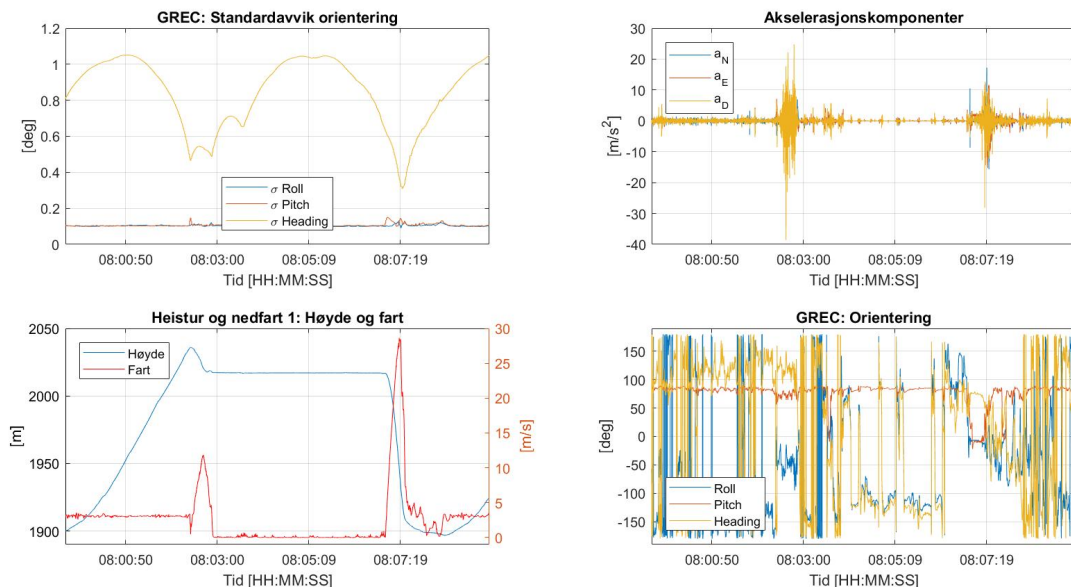 GREC: Standardavvik orientering
1.2
1
0.8
0.6
0.4
0.2
0
[deg]
σ Roll
σ Pitch
σ Heading
08:00:50 08:03:00 08:05:09 08:07:19
Tid [HH:MM:SS]
Akselerasjonskomponenter
30
20
10
0
-10
-20
-30
-40
[m/s²]
a_N
a_E
a_D
08:00:50 08:03:00 08:05:09 08:07:19
Tid [HH:MM:SS]
Heistur og nedfart 1: Høyde og fart
2050
2000
1950
1900
[m]
Høyde
Fart
30
25
20
15
10
5
0
[m/s]
08:00:50 08:03:00 08:05:09 08:07:19
Tid [HH:MM:SS]
GREC: Orientering
150
100
50
0
-50
-100
-150
[deg]
Roll
Pitch
Heading
08:00:50 08:03:00 08:05:09 08:07:19
Tid [HH:MM:SS]